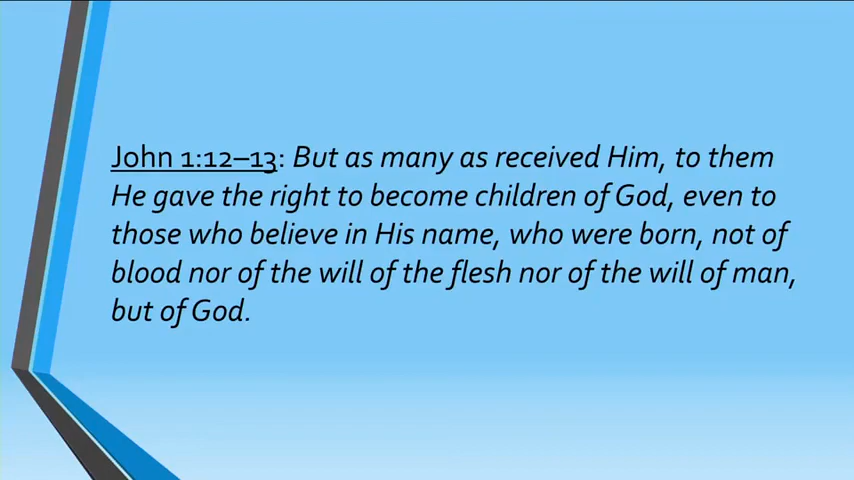 John 1:12–13: But as many as received Him, to them
He gave the right to become children of God, even to
those who believe in His name, who were born, not of
blood nor of the will of the flesh nor of the will of man,
but of God.